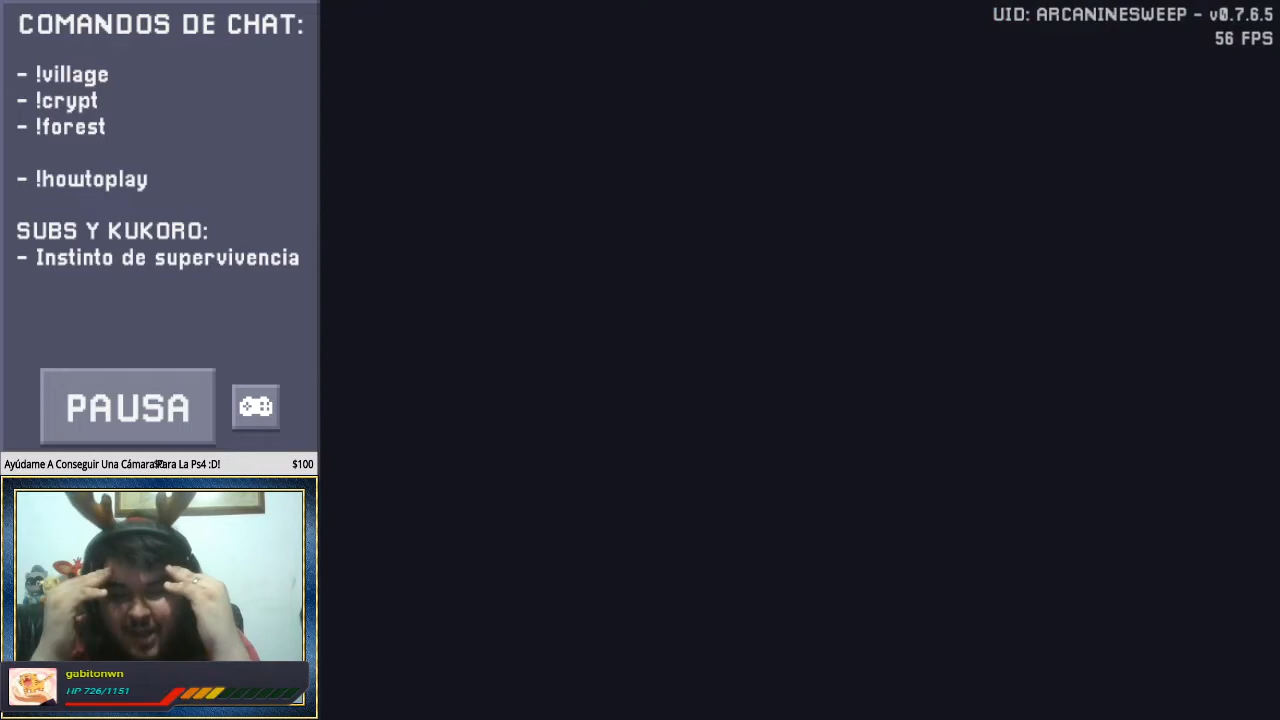 COMANDOS DE CHAT:
- !village
- !crypt
- !forest
- !howtoplay
SUBS Y KUKORO:
- Instinto de supervivencia
PAUSA
Ayúdame A Conseguir Una Cámara Para La Ps4 :D! $100
gabitonwn
HP 726/1151
UID: ARCANINESWEEP - v0.7.6.5
56 FPS